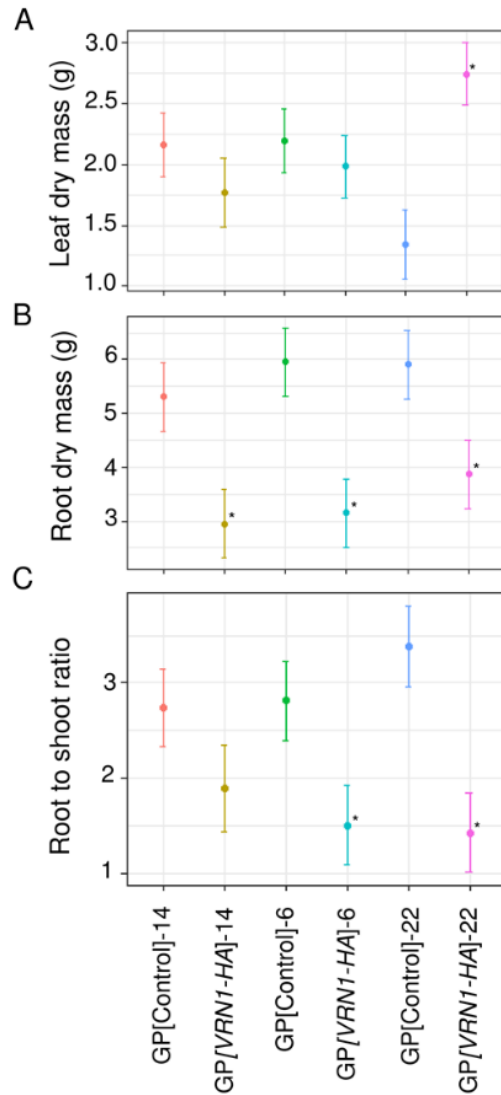 A
Leaf dry mass (g)
3.0
2.5
2.0
1.5
1.0
*
B
Root dry mass (g)
6
5
4
3
*
*
*
C
Root to shoot ratio
3
2
1
*
*
GP[Control]-14
GP[VRN1-HA]-14
GP[Control]-6
GP[VRN1-HA]-6
GP[Control]-22
GP[VRN1-HA]-22